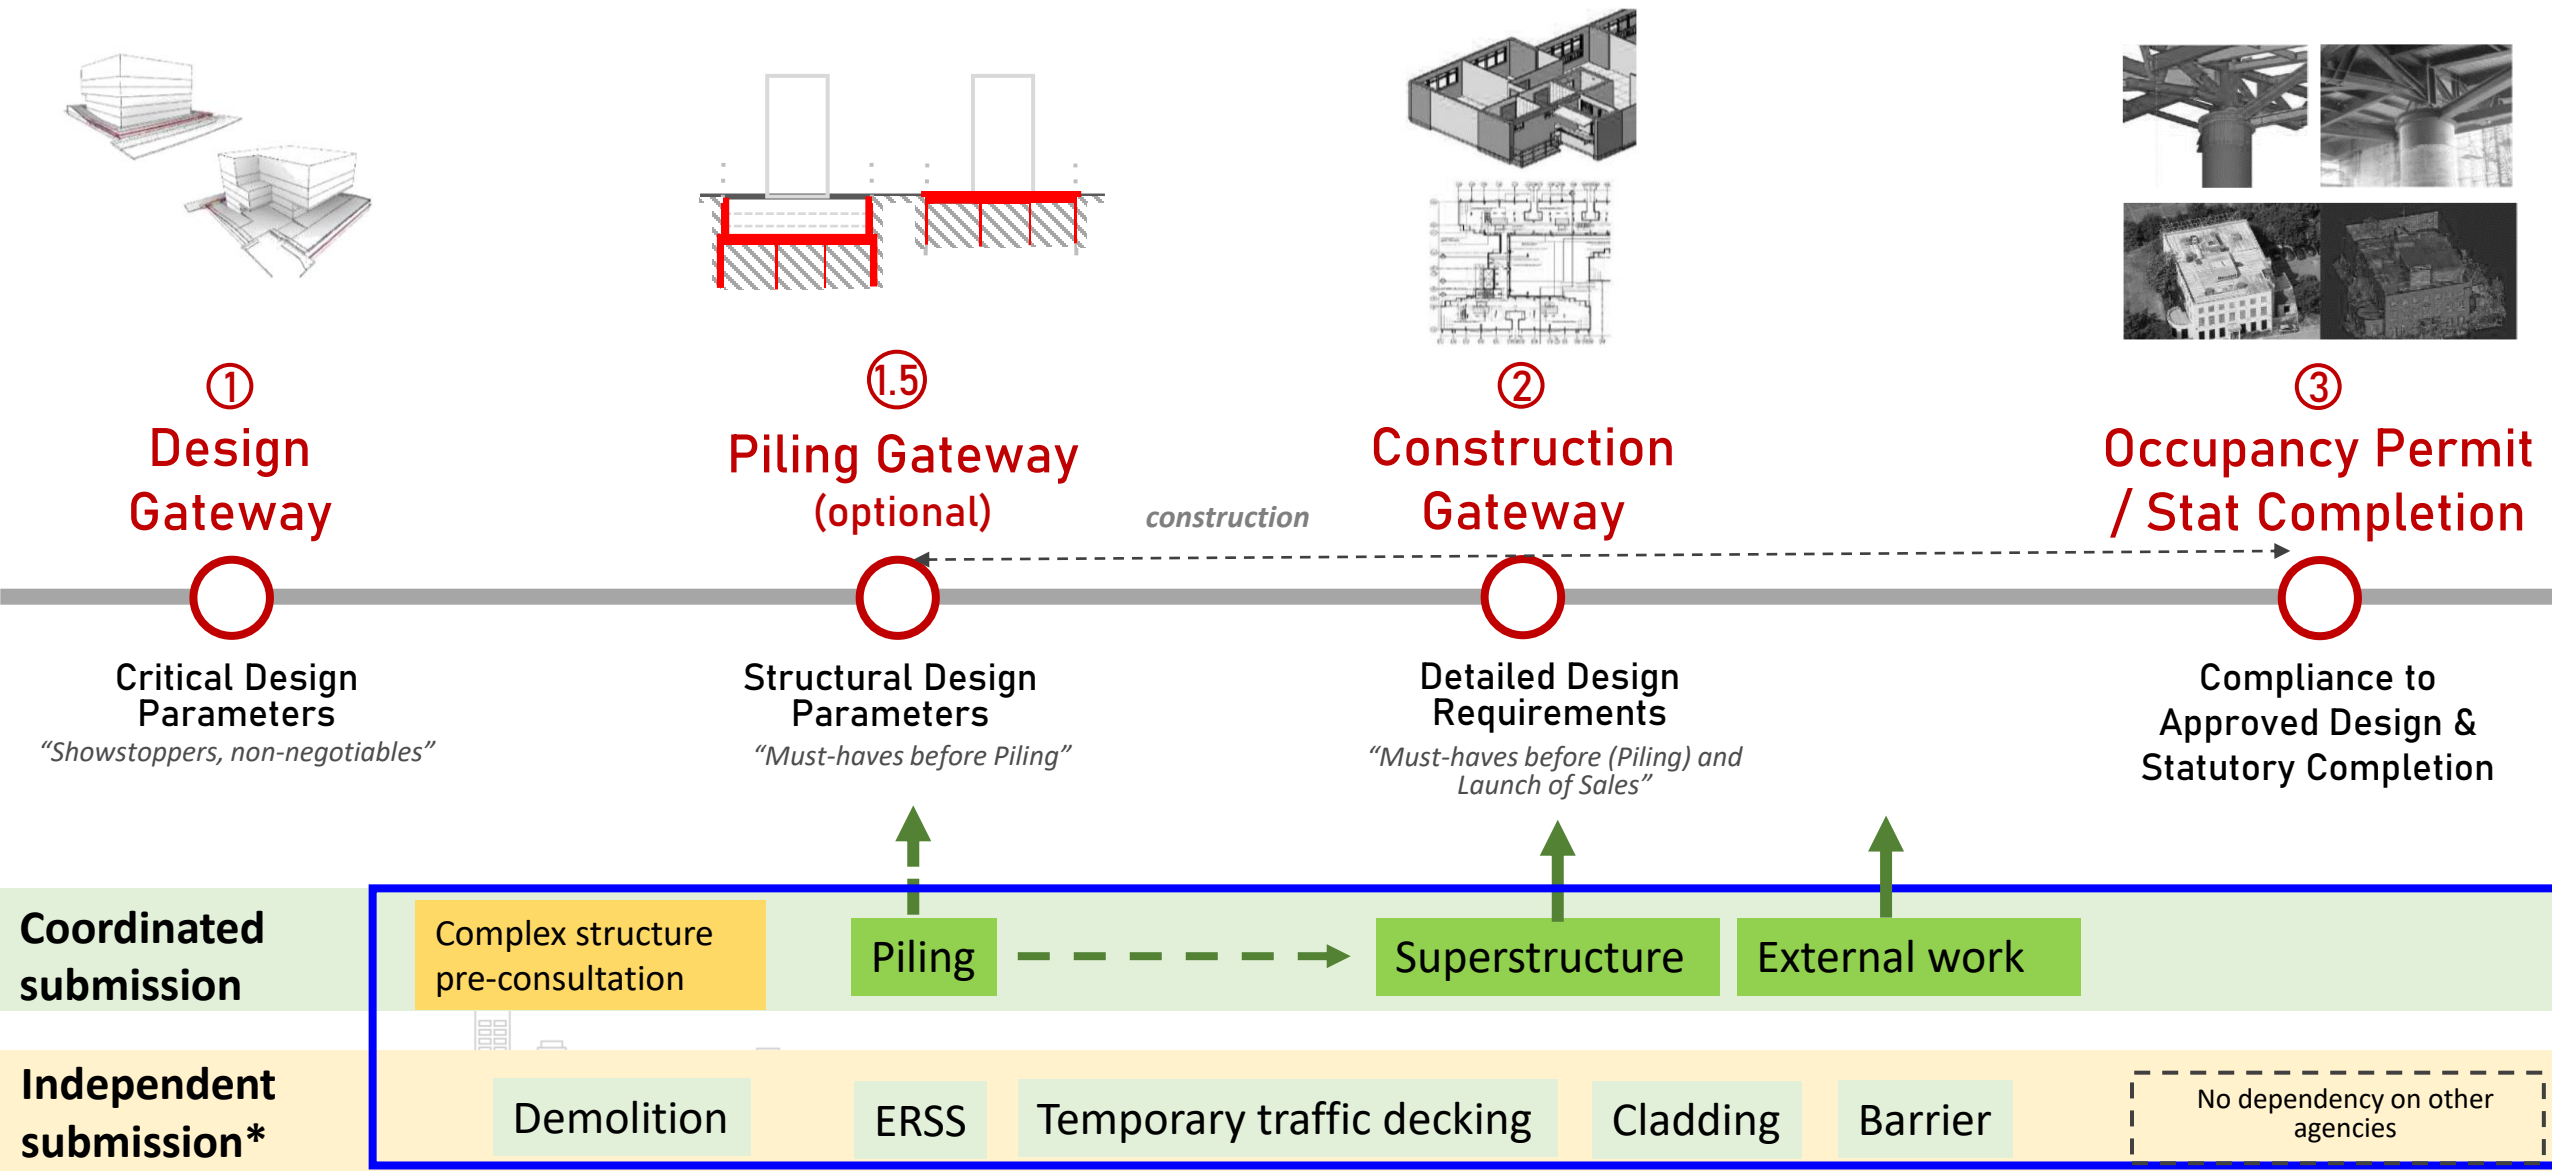 1
Design
Gateway
1.5
Piling Gateway
(optional)
construction
2
Construction
Gateway
3
Occupancy Permit
/ Stat Completion
Critical Design
Parameters
“Showstoppers, non-negotiables”
Structural Design
Parameters
“Must-haves before Piling”
Detailed Design
Requirements
“Must-haves before (Piling) and
Launch of Sales”
Compliance to
Approved Design &
Statutory Completion
Coordinated
submission
Complex structure
pre-consultation
Piling
Superstructure
External work
Independent
submission*
Demolition
ERSS
Temporary traffic decking
Cladding
Barrier
No dependency on other
agencies